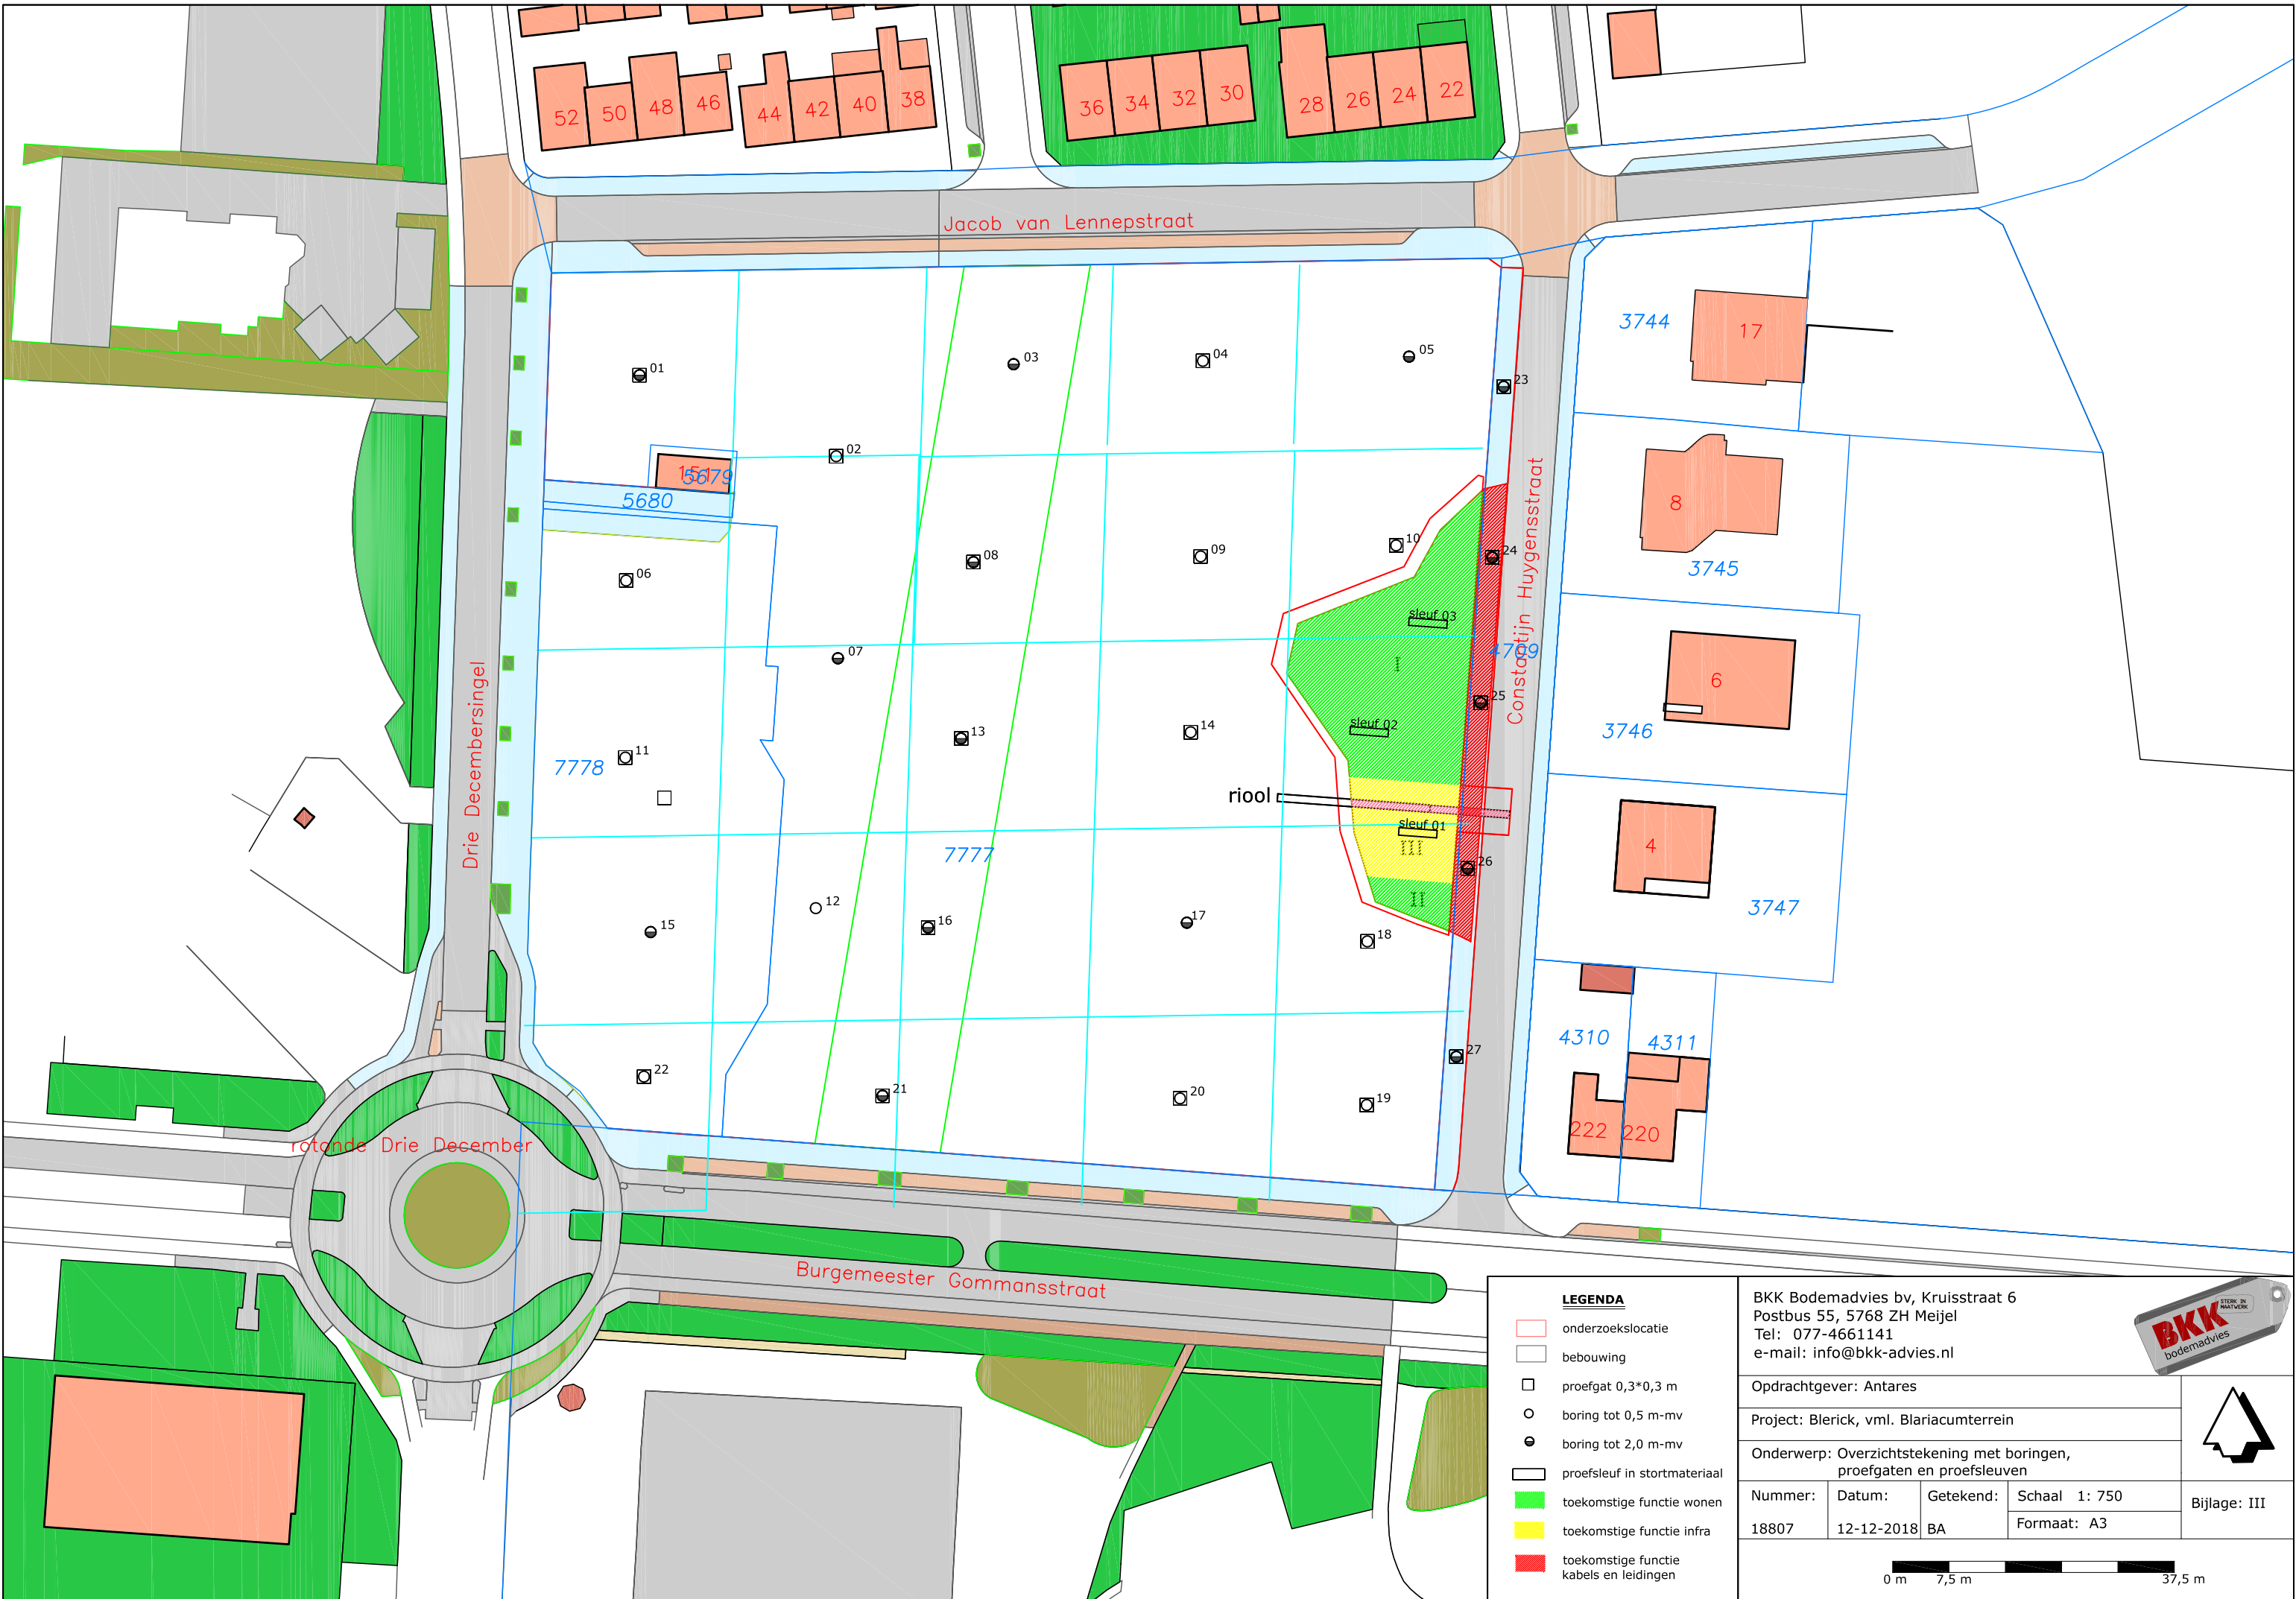 52 50 48 46 44 42 40 38
36 34 32 30 28 26 24 22
Jacob van Lennepstraat
3744
17
01
03
04
05
23
02
151
5679
5680
8
3745
Constantijn Huygensstraat
06
08
09
10
24
sleuf 03
I
4709
07
25
6
3746
Drie Decembersingel
7778
11
13
14
sleuf 02
riool
sleuf 01
III
26
4
3747
7777
II
12
15
16
17
18
4310
4311
27
22
21
20
19
222
220
rotonde Drie December
Burgemeester Gommansstraat
LEGENDA
onderzoekslocatie
bebouwing
proefgat 0,3*0,3 m
boring tot 0,5 m-mv
boring tot 2,0 m-mv
proefsleuf in stortmateriaal
toekomstige functie wonen
toekomstige functie infra
toekomstige functie
kabels en leidingen
BKK Bodemadvies bv, Kruisstraat 6
Postbus 55, 5768 ZH Meijel
Tel: 077-4661141
e-mail: info@bkk-advies.nl
BKK
STERK IN
MAATWERK
bodemadvies
Opdrachtgever: Antares
Project: Blerick, vml. Blariacumterrein
Onderwerp: Overzichtstekening met boringen,
proefgaten en proefsleuven
Nummer:
18807
Datum:
12-12-2018
Getekend:
BA
Schaal 1: 750
Formaat: A3
Bijlage: III
0 m 7,5 m 37,5 m